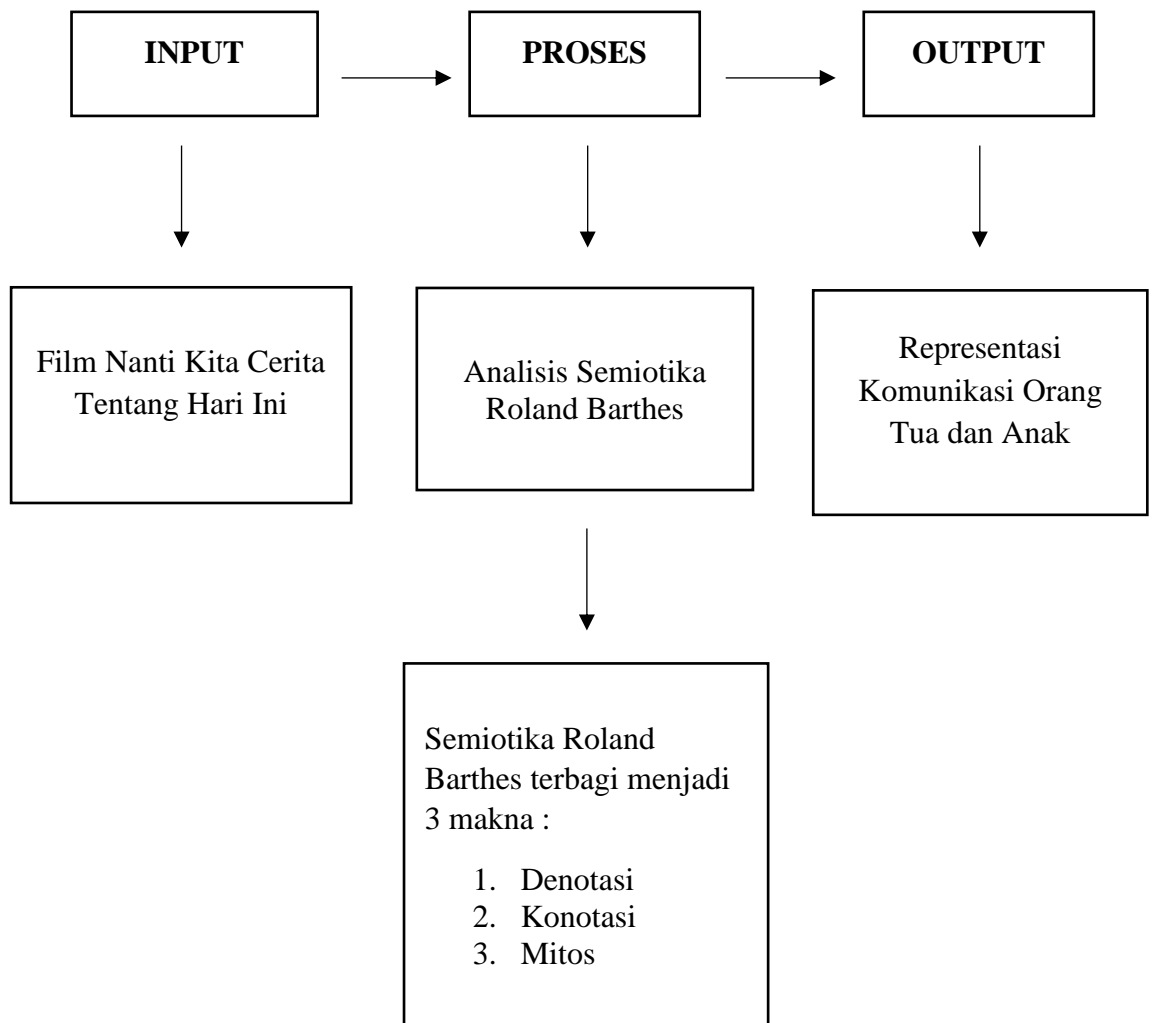 INPUT
PROSES
OUTPUT
Film Nanti Kita Cerita
Tentang Hari Ini
Analisis Semiotika
Roland Barthes
Representasi
Komunikasi Orang
Tua dan Anak
Semiotika Roland
Barthes terbagi menjadi
3 makna :
1. Denotasi
2. Konotasi
3. Mitos